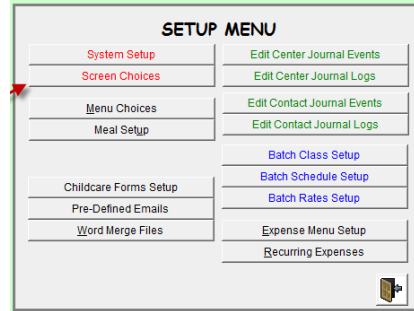 SETUP MENU
System Setup
Screen Choices
Menu Choices
Meal Setup
Childcare Forms Setup
Pre-Defined Emails
Word Merge Files
Edit Center Journal Events
Edit Center Journal Logs
Edit Contact Journal Events
Edit Contact Journal Logs
Batch Class Setup
Batch Schedule Setup
Batch Rates Setup
Expense Menu Setup
Recurring Expenses